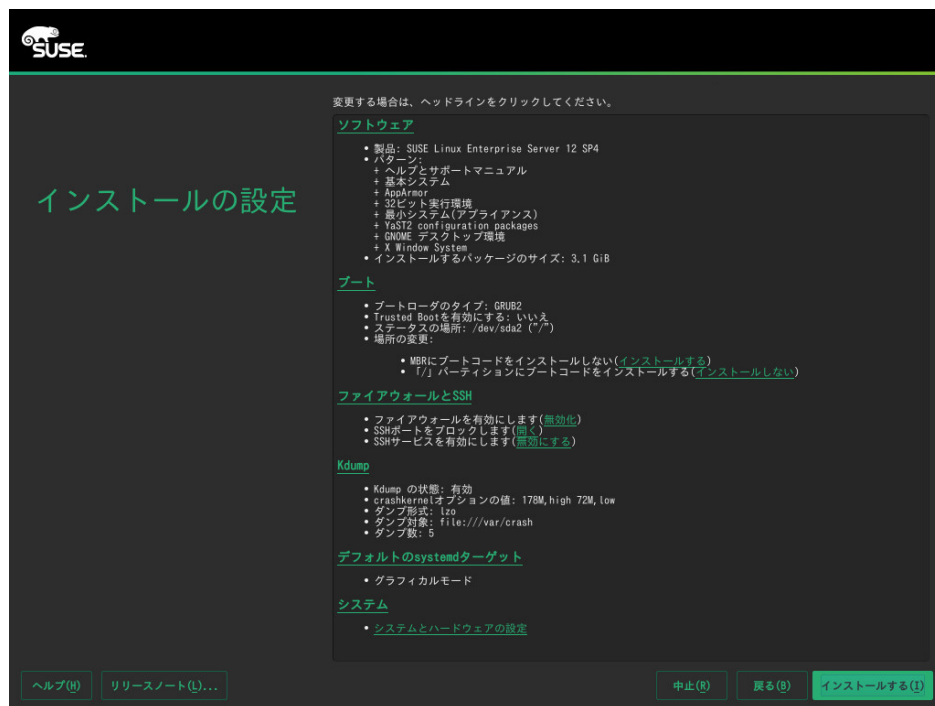 SUSE.
変更する場合は、ヘッドラインをクリックしてください。
インストールの設定
ソフトウェア
• 製品: SUSE Linux Enterprise Server 12 SP4
• パターン:
+ ヘルプとサポートマニュアル
+ 基本システム
+ AppArmor
+ 32ビット実行環境
+ 最小システム(アプライアンス)
+ YaST2 configuration packages
+ GNOME デスクトップ環境
+ X Window System
• インストールするパッケージのサイズ: 3.1 GiB
ブート
• ブートローダのタイプ: GRUB2
• Trusted Bootを有効にする: いいえ
• ステータスの場所: /dev/sda2 ("/")
• 場所の変更:
• MBRにブートコードをインストールしない(インストールする)
• 「/」パーティションにブートコードをインストールする(インストールしない)
ファイアウォールとSSH
• ファイアウォールを有効にします(無効化)
• SSHポートをブロックします(開く)
• SSHサービスを有効にします(無効にする)
Kdump
• Kdump の状態: 有効
• crashkernelオプションの値: 178M,high 72M,low
• ダンプ形式: lzo
• ダンプ対象: file:///var/crash
• ダンプ数: 5
デフォルトのsystemdターゲット
• グラフィカルモード
システム
• システムとハードウェアの設定
ヘルプ(H) リリースノート(L)... 中止(R) 戻る(B) インストールする(I)